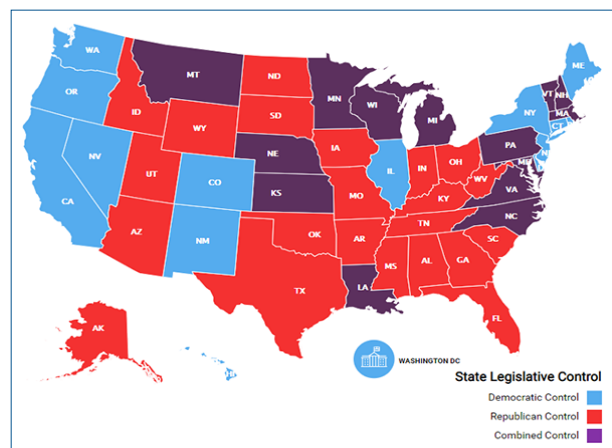 WA
ME
MT
ND
MN
OR
VT
NH
ID
SD
WI
MI
NY
MA
WY
CT
IA
PA
NE
NV
OH
IL
IN
UT
CO
WV
VA
KS
MO
KY
CA
NC
TN
OK
AZ
NM
AR
SC
MS
AL
GA
TX
LA
AK
FL
WASHINGTON DC
State Legislative Control
Democratic Control
Republican Control
Combined Control